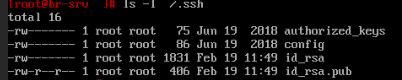 [root@br-srv ~]# ls -l ~/.ssh
total 16
-rw------- 1 root root   75 Jun 19  2018 authorized_keys
-rw------- 1 root root   86 Jun 19  2018 config
-rw------- 1 root root 1831 Feb 19 11:49 id_rsa
-rw-r--r-- 1 root root  406 Feb 19 11:49 id_rsa.pub